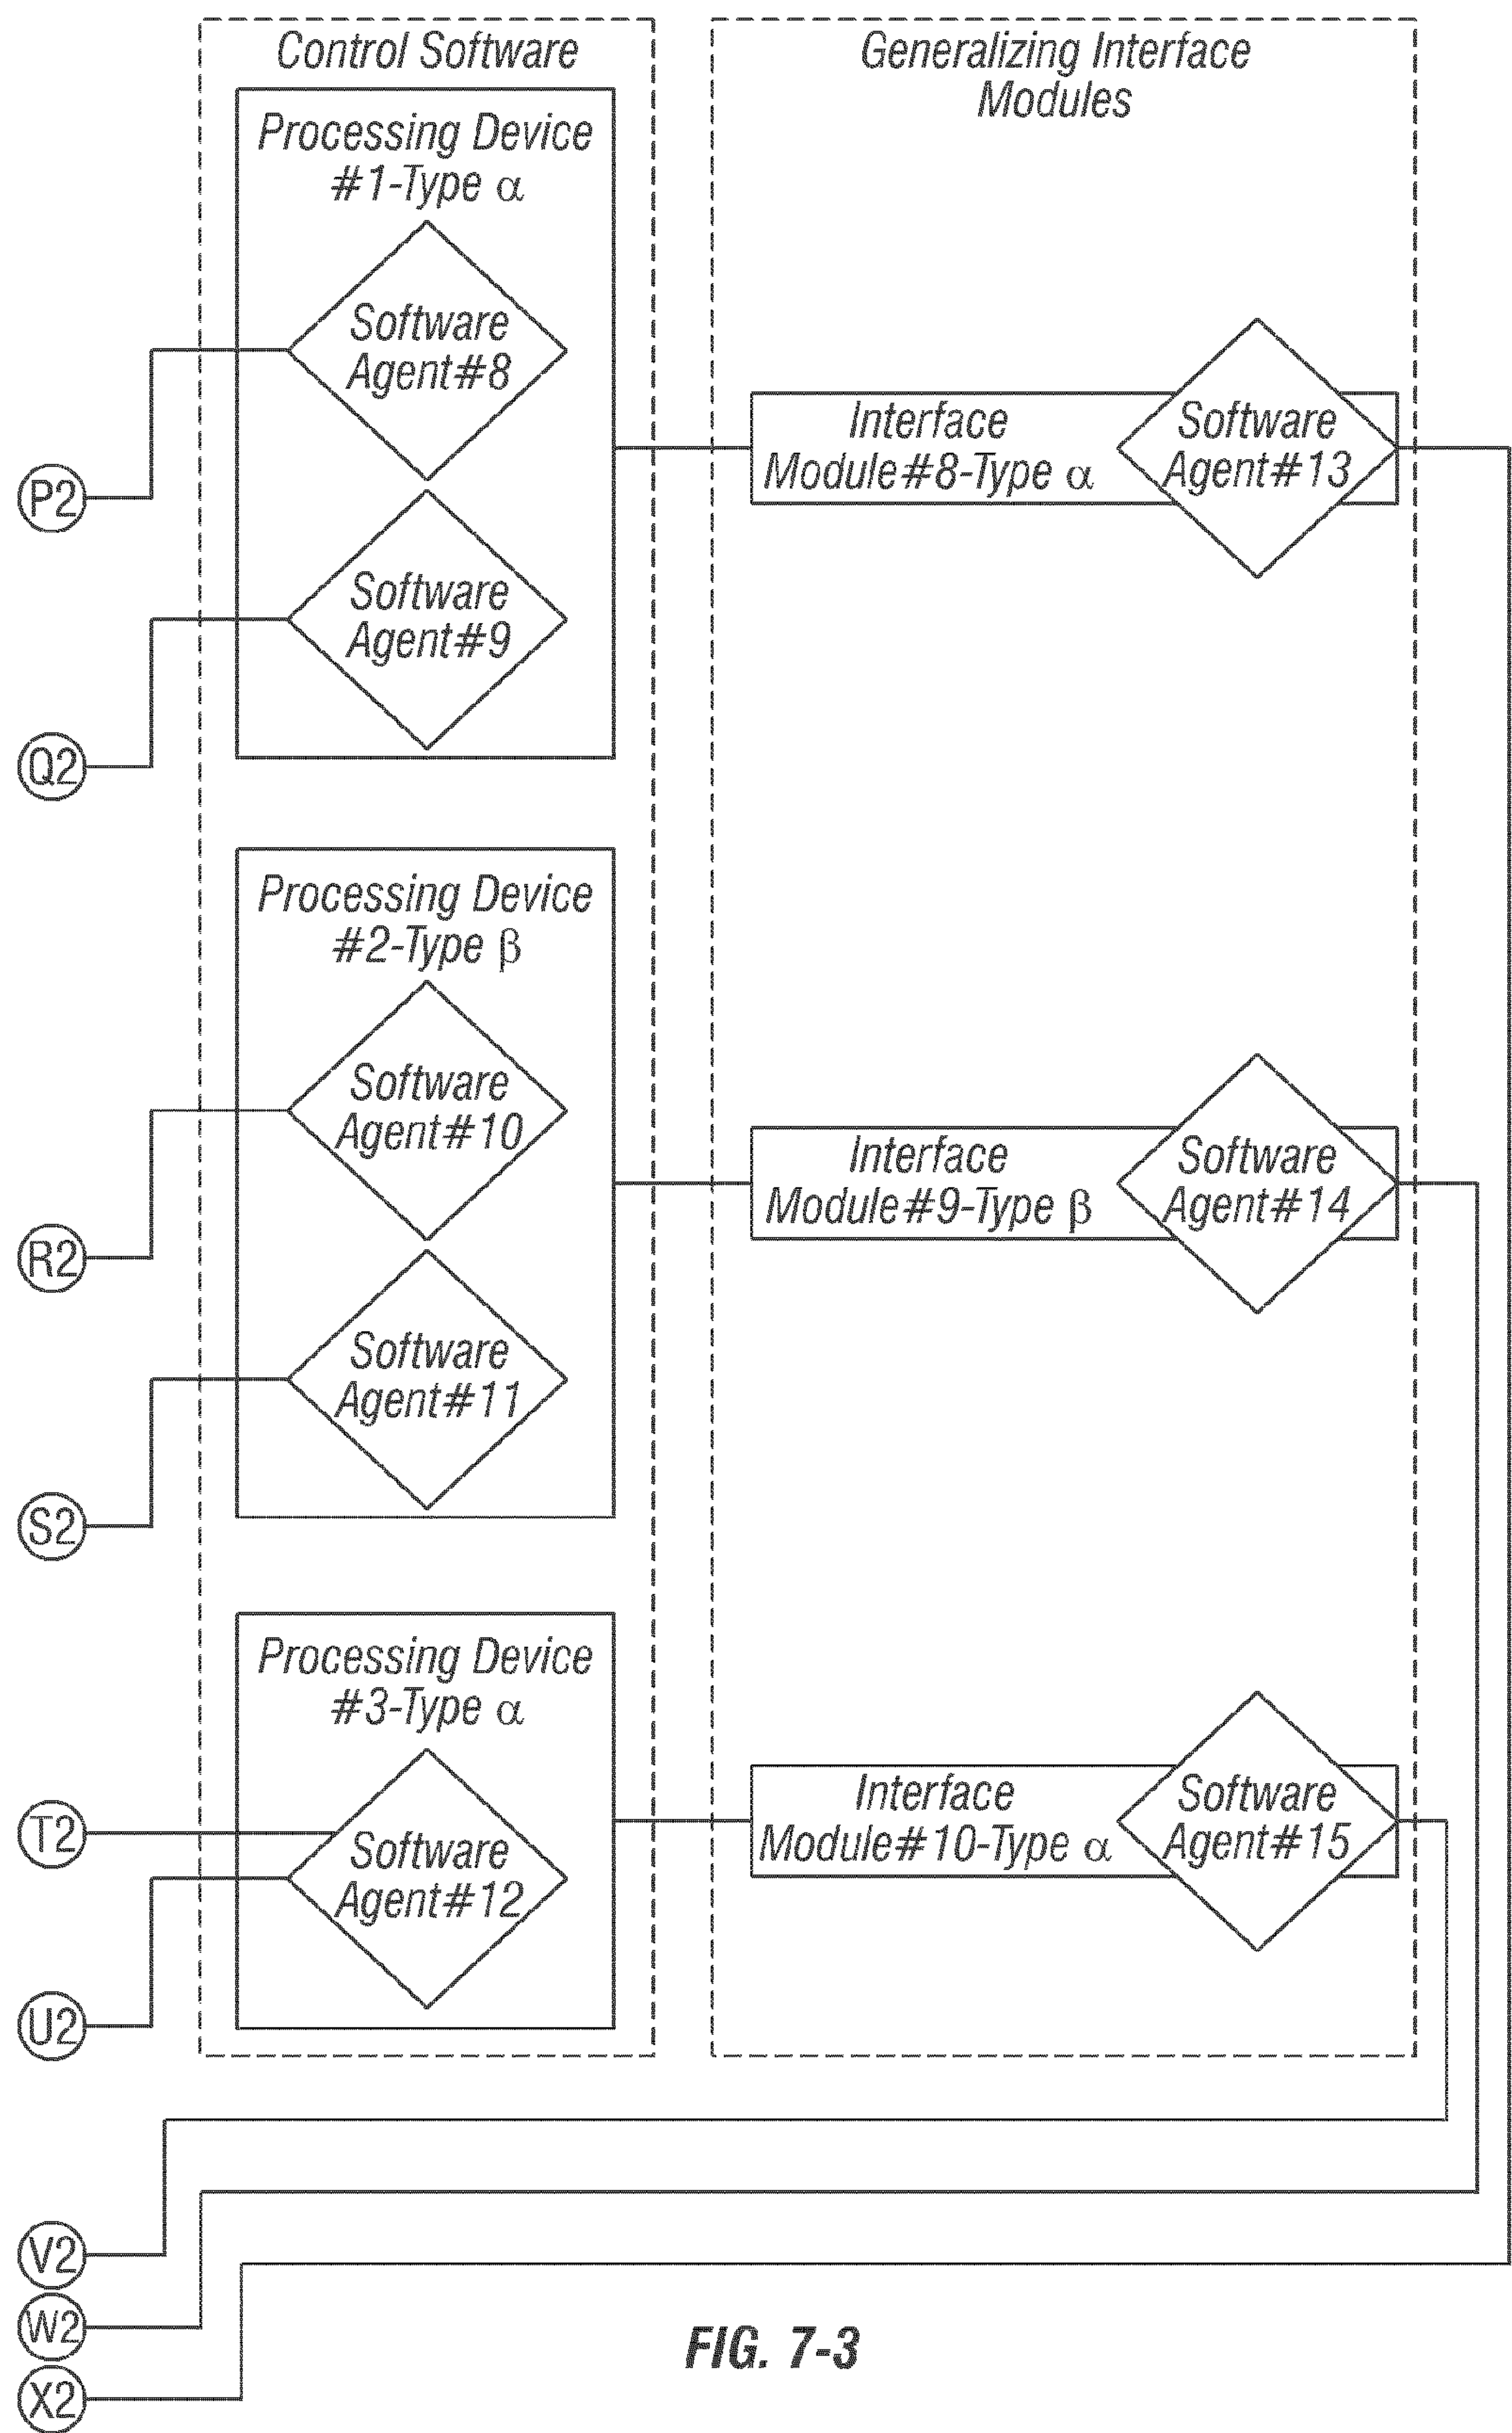 Control Software
Generalizing Interface
Modules
Processing Device
#1-Type α
Software
Agent#8
Software
Agent#9
P2
Q2
Interface
Module#8-Type α
Software
Agent#13
Processing Device
#2-Type β
Software
Agent#10
Software
Agent#11
R2
S2
Interface
Module#9-Type β
Software
Agent#14
Processing Device
#3-Type α
Software
Agent#12
T2
U2
Interface
Module#10-Type α
Software
Agent#15
V2
W2
X2
FIG. 7-3